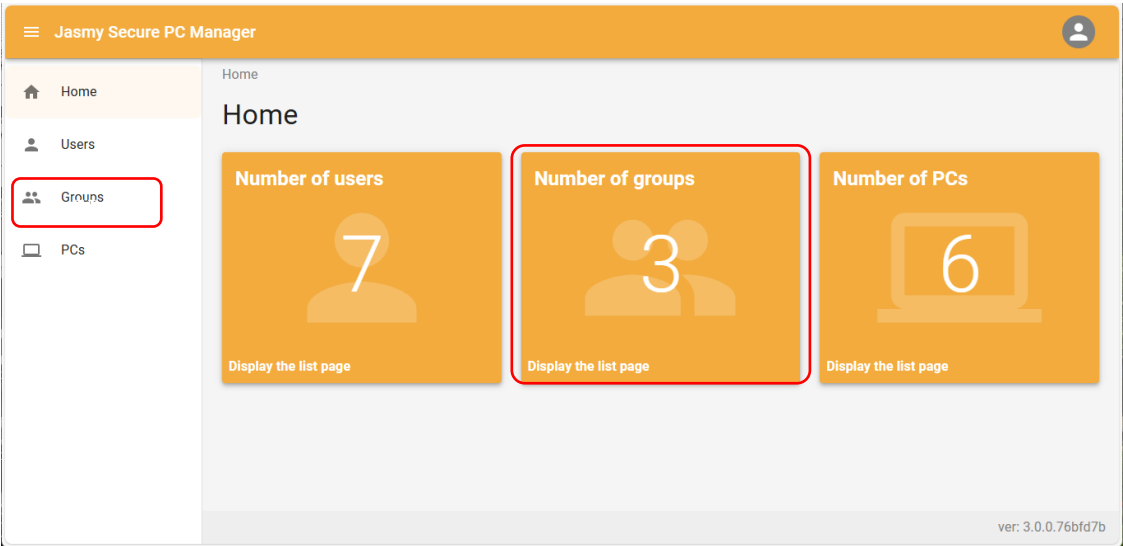 Jasmy Secure PC Manager
Home
Users
Groups
PCs
Home
Home
Number of users
7
Display the list page
Number of groups
3
Display the list page
Number of PCs
6
Display the list page
ver: 3.0.0.76bfd7b